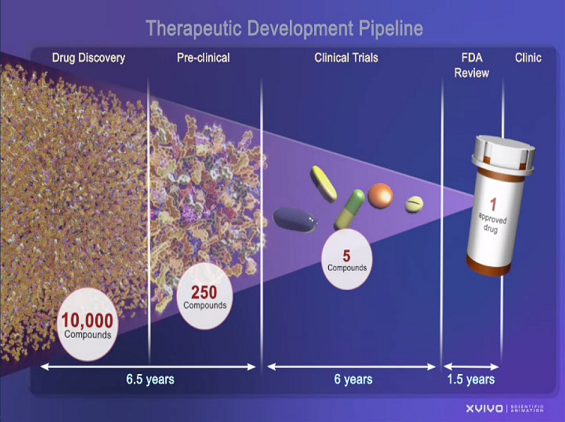 Therapeutic Development Pipeline
Drug Discovery
Pre-clinical
Clinical Trials
FDA
Review
Clinic
10,000
Compounds
250
Compounds
5
Compounds
1
approved
drug
6.5 years
6 years
1.5 years
XVIVO | SCIENTIFIC
ANIMATION